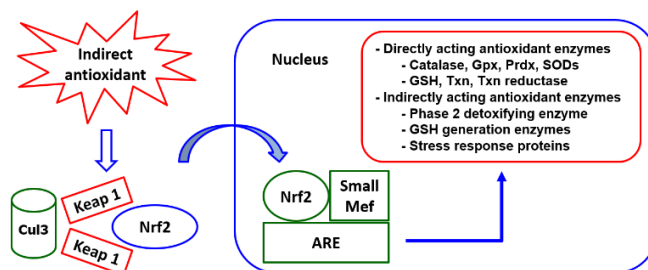 Indirect
antioxidant
Nucleus
- Directly acting antioxidant enzymes
- Catalase, Gpx, Prdx, SODs
- GSH, Txn, Txn reductase
- Indirectly acting antioxidant enzymes
- Phase 2 detoxifying enzyme
- GSH generation enzymes
- Stress response proteins
Cul3
Keap 1
Keap 1
Nrf2
Nrf2
Small
Mef
ARE